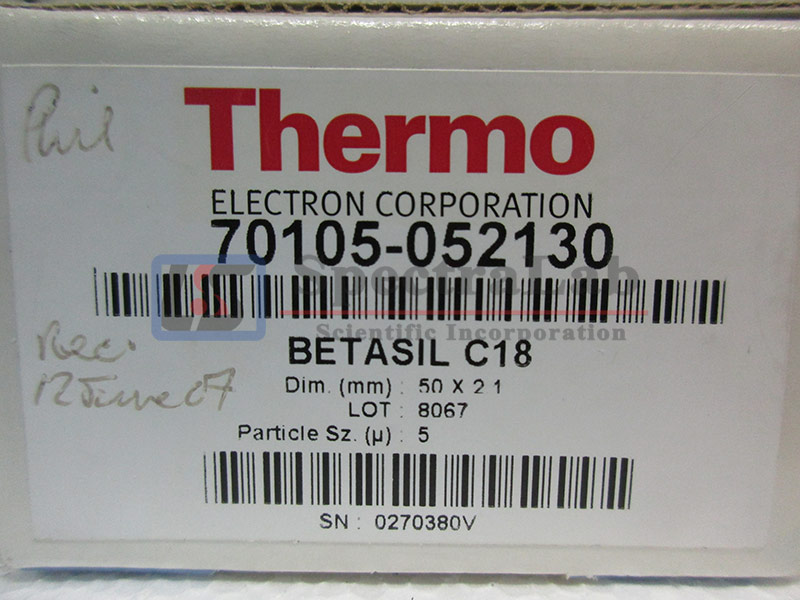 Phil
Thermo
ELECTRON CORPORATION
70105-052130
SpectraLab
Scientific Incorporation
BETASIL C18
Rec.
12 June 07
Dim. (mm) : 50 X 2 1
LOT : 8067
Particle Sz. (µ) : 5
SN : 0270380V